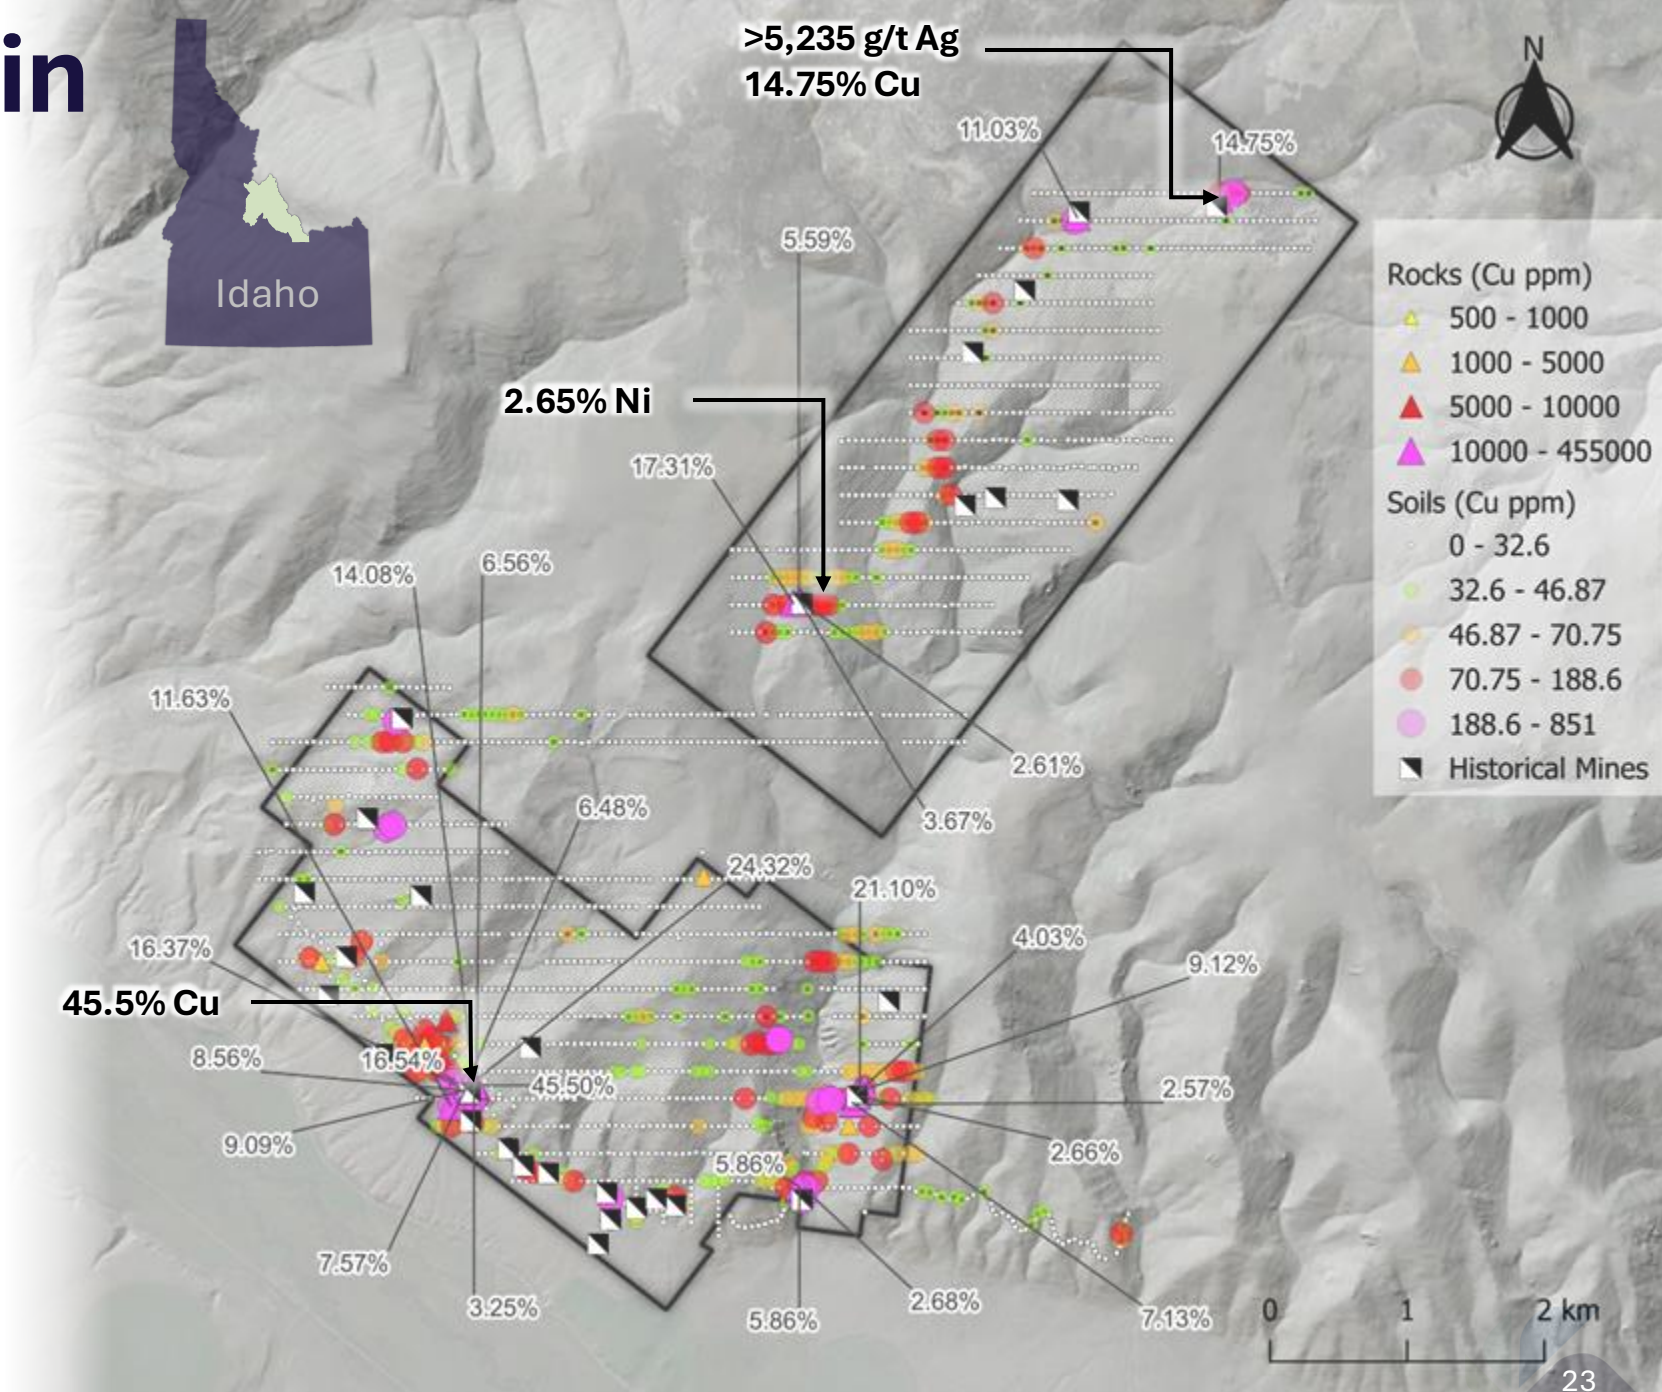 in
Idaho
>5,235 g/t Ag
14.75% Cu
N
11.03%
14.75%
5.59%
2.65% Ni
17.31%
14.08%
6.56%
11.63%
2.61%
6.48%
3.67%
24.32%
21.10%
16.37%
4.03%
9.12%
45.5% Cu
8.56%
16.54%
45.50%
2.57%
9.09%
2.66%
5.86%
7.57%
3.25%
5.86%
2.68%
7.13%
Rocks (Cu ppm)
500 - 1000
1000 - 5000
5000 - 10000
10000 - 455000
Soils (Cu ppm)
0 - 32.6
32.6 - 46.87
46.87 - 70.75
70.75 - 188.6
188.6 - 851
Historical Mines
0 1 2 km
23